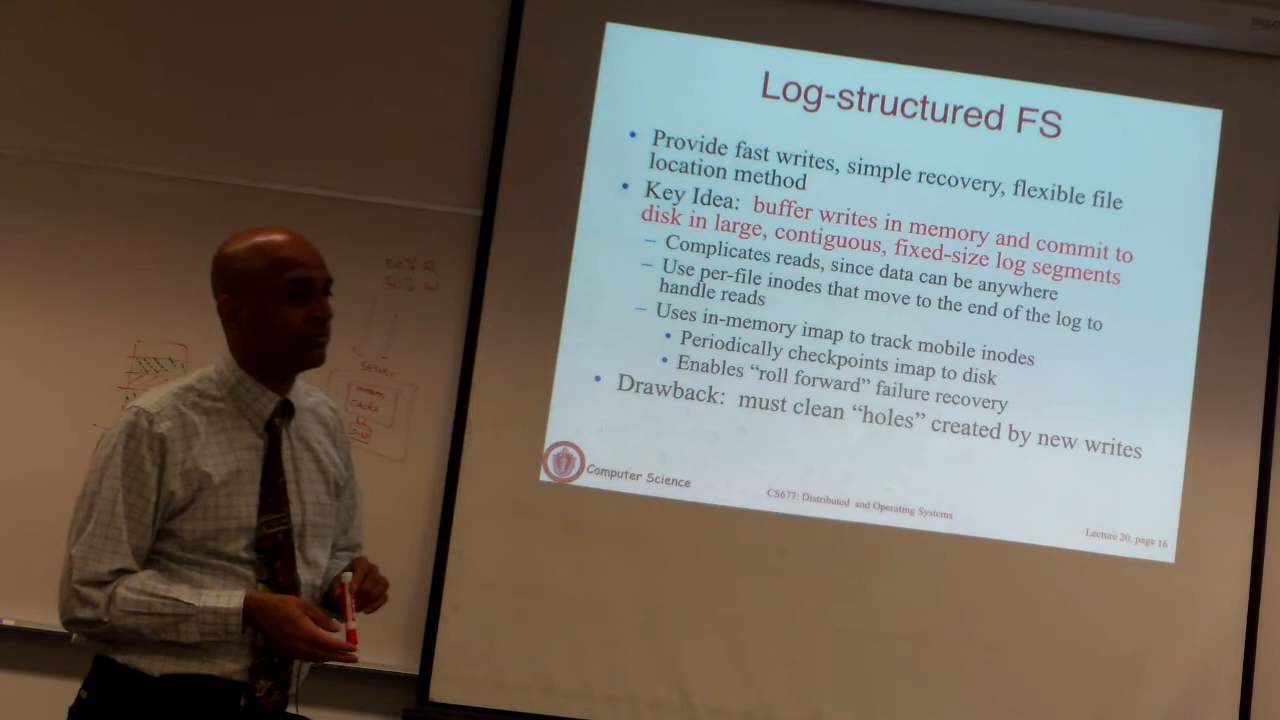 Log-structured FS
• Provide fast writes, simple recovery, flexible file
location method
• Key Idea: buffer writes in memory and commit to
disk in large, contiguous, fixed-size log segments
– Complicates reads, since data can be anywhere
– Use per-file inodes that move to the end of the log to
handle reads
– Uses in-memory imap to track mobile inodes
• Periodically checkpoints imap to disk
• Enables “roll forward” failure recovery
• Drawback: must clean “holes” created by new writes
Computer Science
CS677: Distributed and Operating Systems
Lecture 20, page 16
server